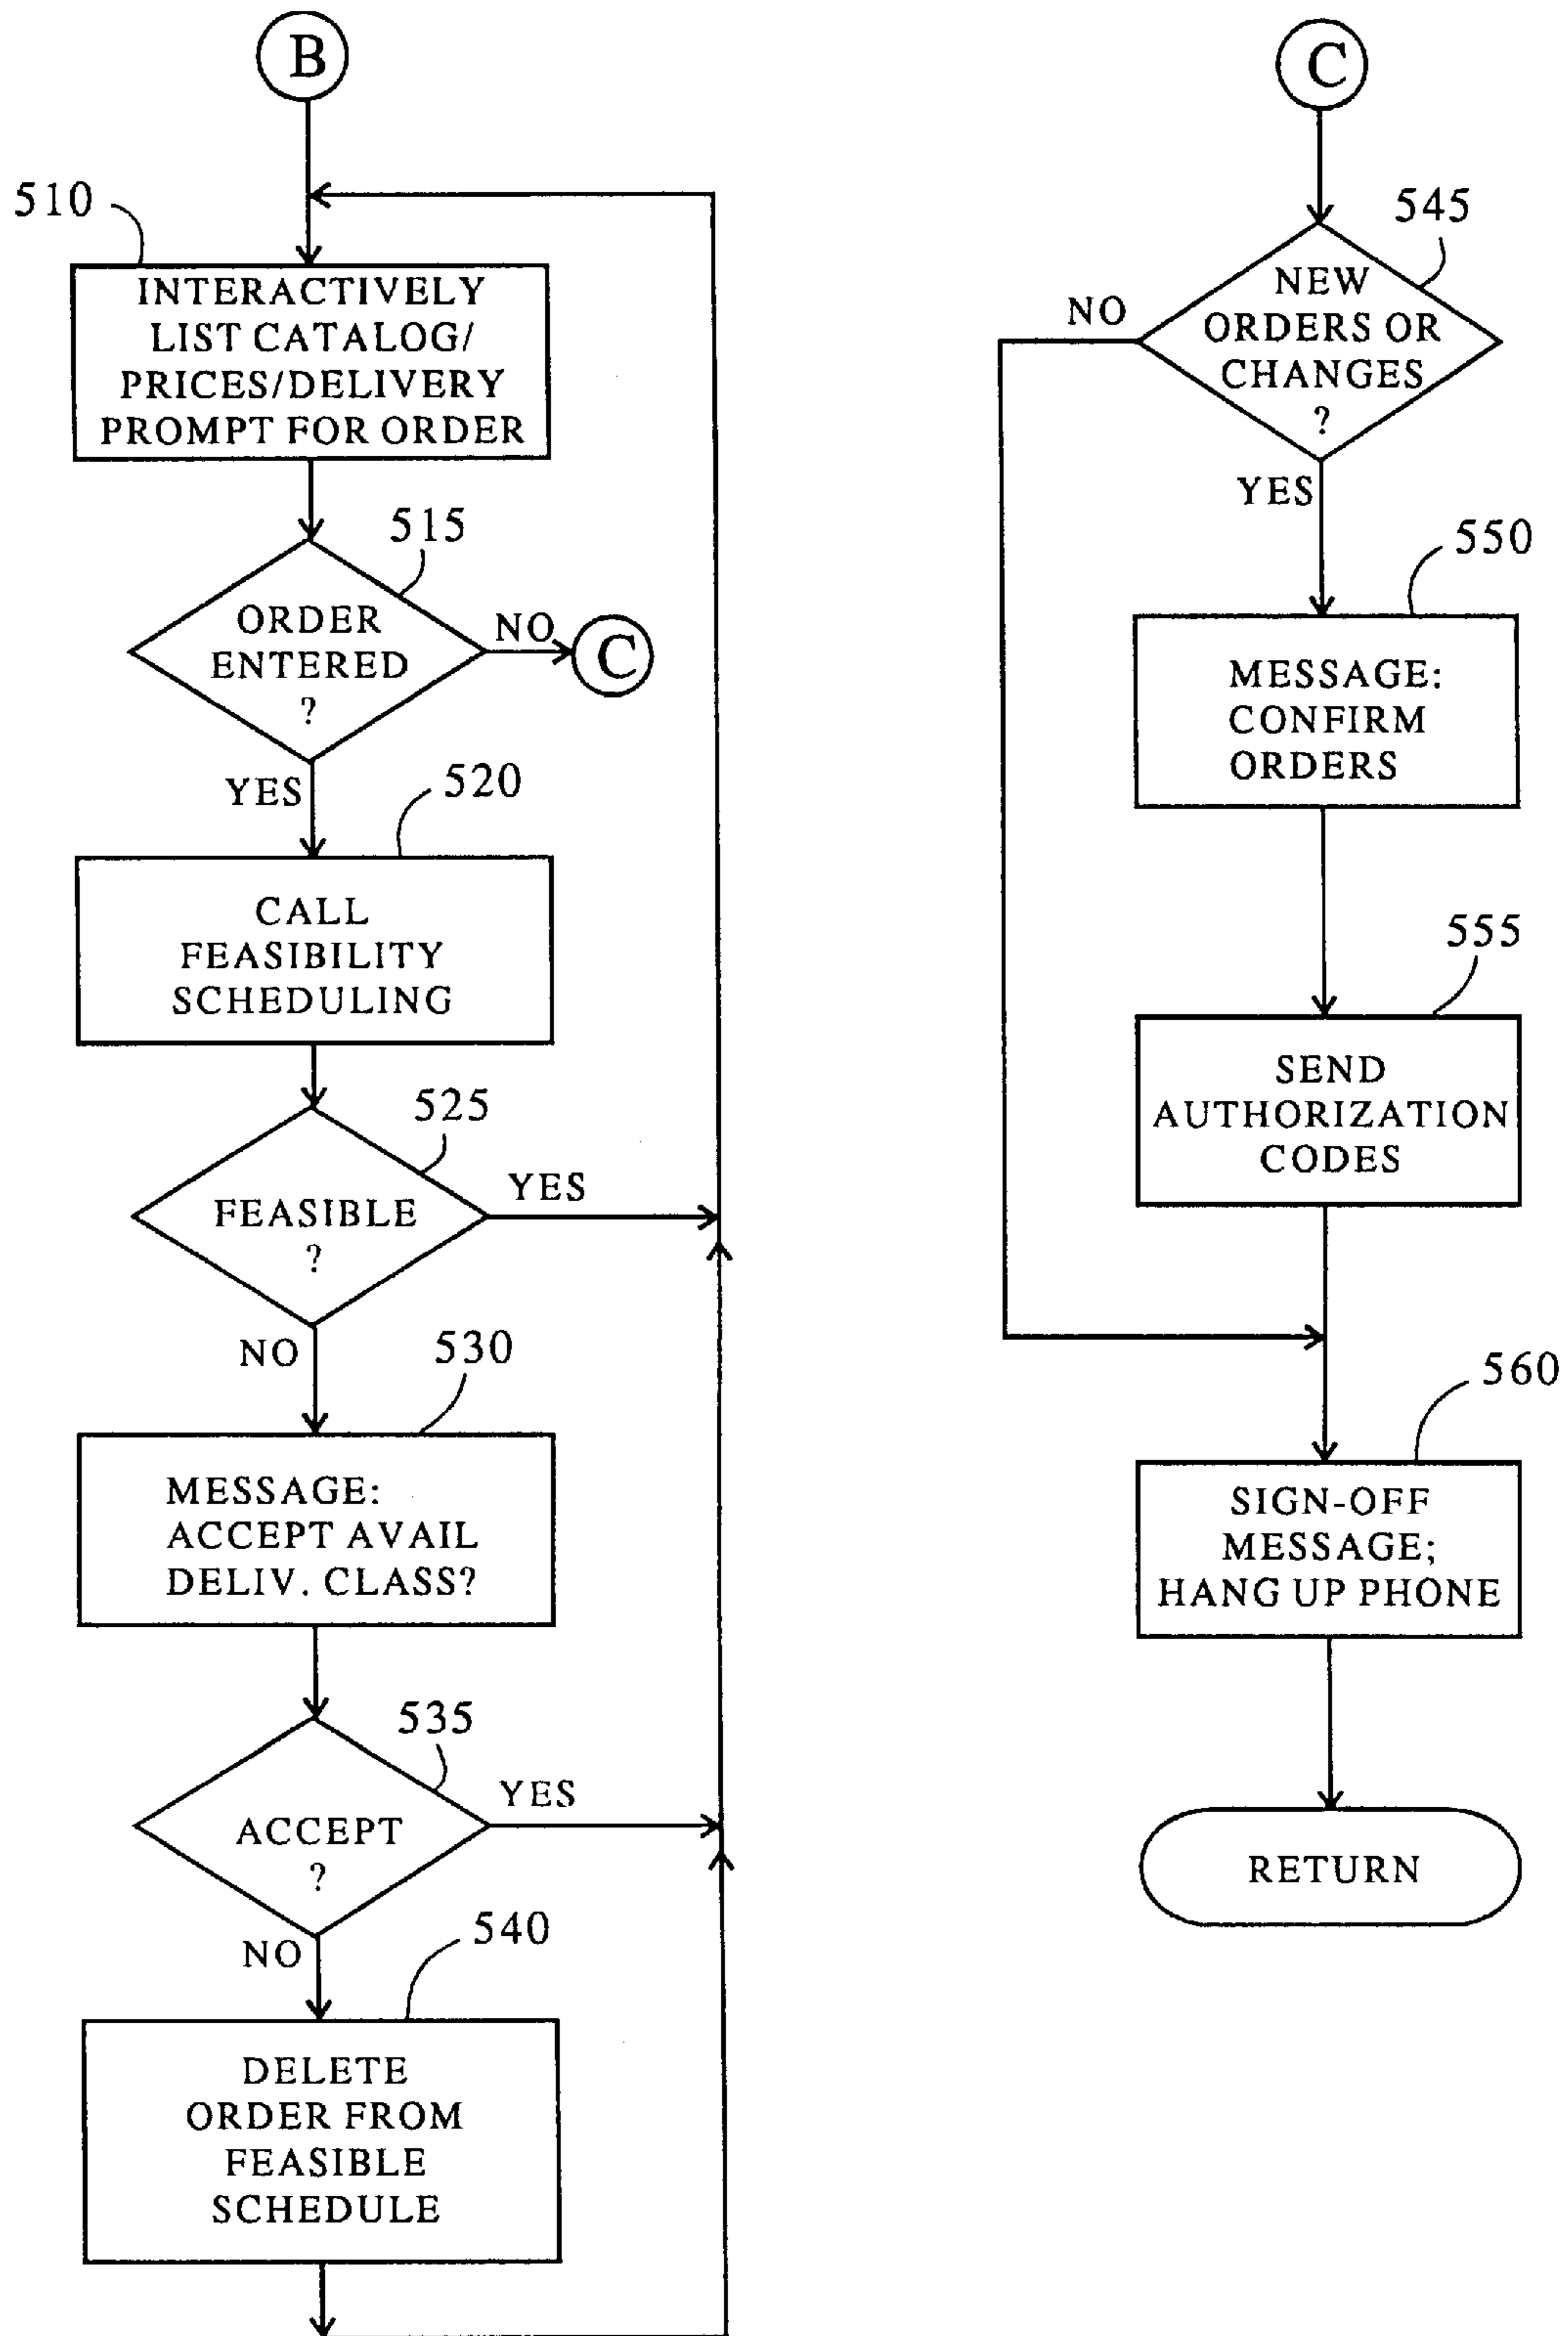 B
510
INTERACTIVELY
LIST CATALOG/
PRICES/DELIVERY
PROMPT FOR ORDER
515
ORDER
ENTERED
?
NO
C
YES
520
CALL
FEASIBILITY
SCHEDULING
525
FEASIBLE
?
YES
NO
530
MESSAGE:
ACCEPT AVAIL
DELIV. CLASS?
535
ACCEPT
?
YES
NO
540
DELETE
ORDER FROM
FEASIBLE
SCHEDULE
C
545
NEW
ORDERS OR
CHANGES
?
NO
YES
550
MESSAGE:
CONFIRM
ORDERS
555
SEND
AUTHORIZATION
CODES
560
SIGN-OFF
MESSAGE;
HANG UP PHONE
RETURN